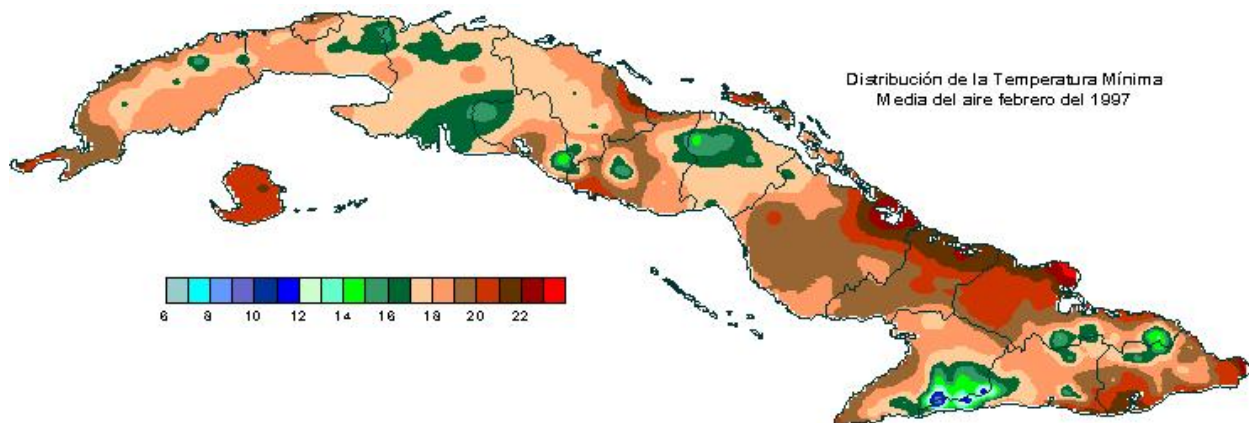 Distribución de la Temperatura Mínima
Media del aire febrero del 1997
6 8 10 12 14 16 18 20 22